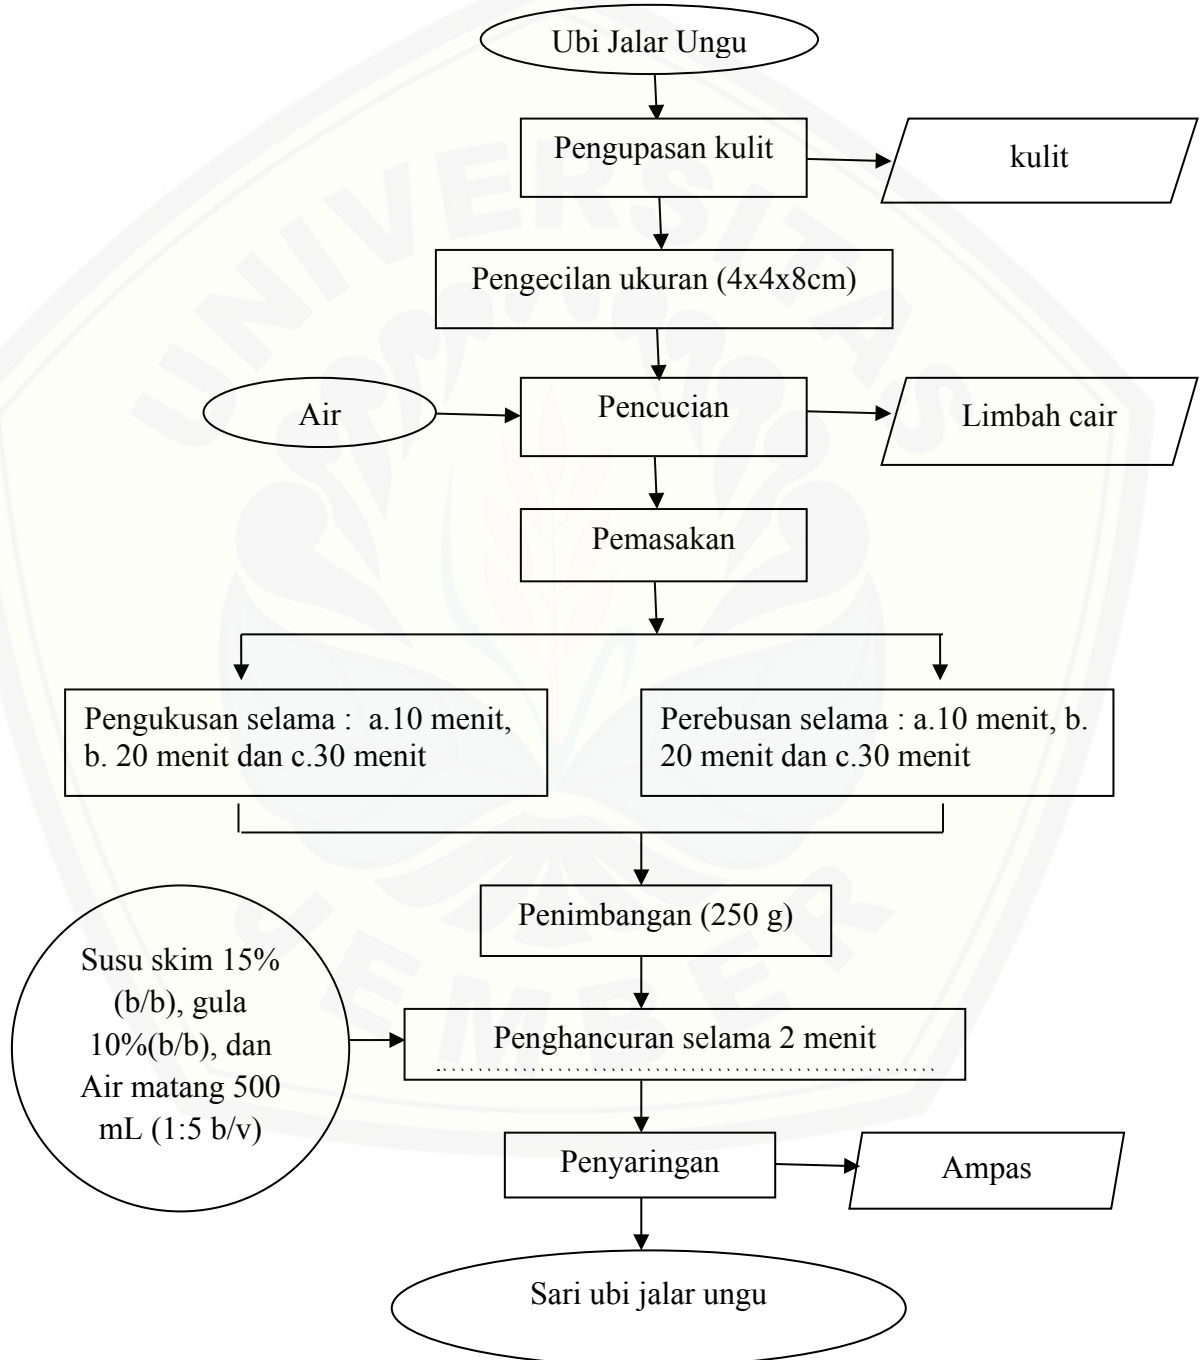 Ubi Jalar Ungu
Pengupasan kulit
kulit
Pengecilan ukuran (4x4x8cm)
Air
Pencucian
Limbah cair
Pemasakan
Pengukusan selama :  a.10 menit,
b. 20 menit dan c.30 menit
Perebusan selama : a.10 menit, b.
20 menit dan c.30 menit
Penimbangan (250 g)
Susu skim 15%
(b/b), gula
10%(b/b), dan
Air matang 500
mL (1:5 b/v)
Penghancuran selama 2 menit
Penyaringan
Ampas
Sari ubi jalar ungu
UNIVERSITAS
JEMBER